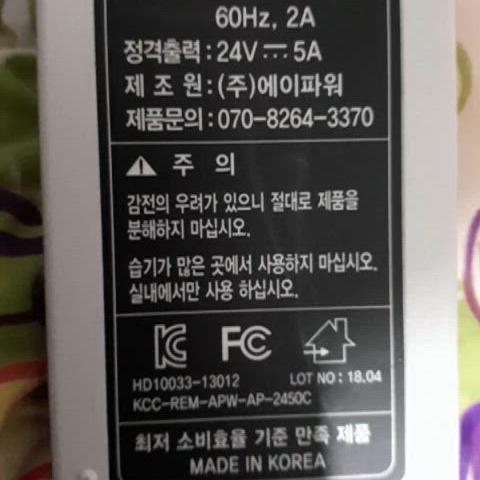 60Hz, 2A
정격출력 : 24V ⎓ 5A
제 조 원 : (주)에이파워
제품문의 : 070-8264-3370
주 의
감전의 우려가 있으니 절대로 제품을
분해하지 마십시오.
습기가 많은 곳에서 사용하지 마십시오.
실내에서만 사용 하십시오.
KC FC
HD10033-13012 LOT NO : 18.04
KCC-REM-APW-AP-2450C
최저 소비효율 기준 만족 제품
MADE IN KOREA